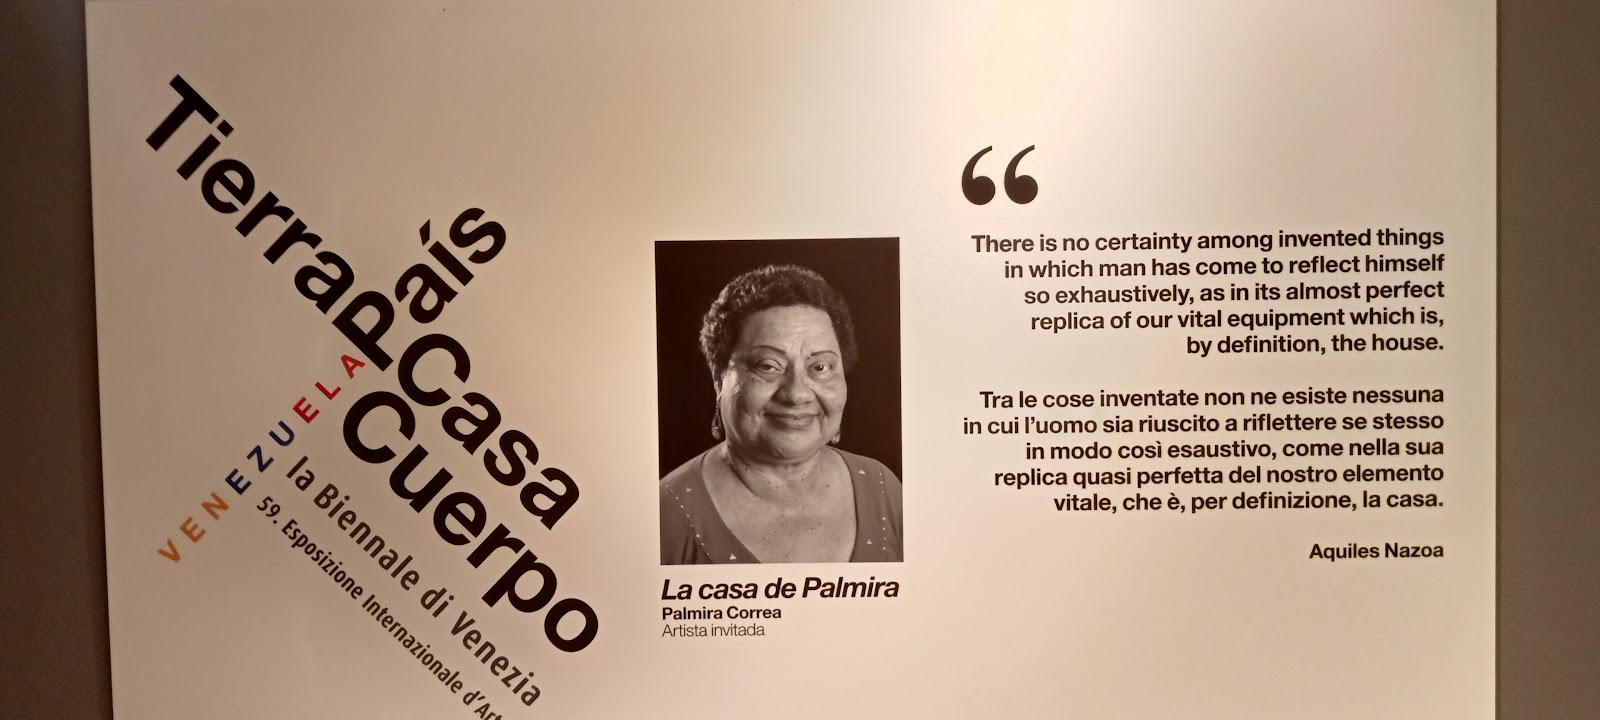 Tierra
País
Casa
Cuerpo
VENEZUELA
la Biennale di Venezia
59. Esposizione Internazionale d'Art
La casa de Palmira
Palmira Correa
Artista invitada
“
There is no certainty among invented things
in which man has come to reflect himself
so exhaustively, as in its almost perfect
replica of our vital equipment which is,
by definition, the house.
Tra le cose inventate non ne esiste nessuna
in cui l'uomo sia riuscito a riflettere se stesso
in modo così esaustivo, come nella sua
replica quasi perfetta del nostro elemento
vitale, che è, per definizione, la casa.
Aquiles Nazoa